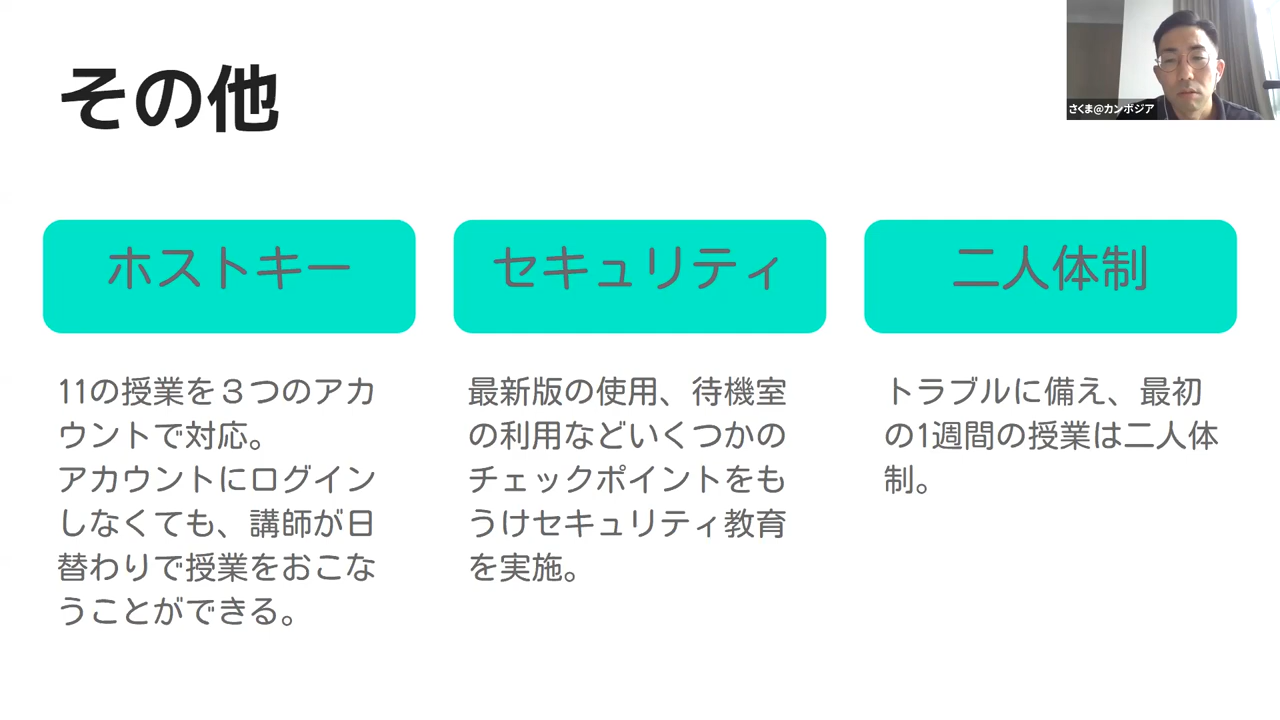 その他
さくま@カンボジア
ホストキー
11の授業を３つのアカ
ウントで対応。
アカウントにログイン
しなくても、講師が日
替わりで授業をおこな
うことができる。
セキュリティ
最新版の使用、待機室
の利用などいくつかの
チェックポイントをも
うけセキュリティ教育
を実施。
二人体制
トラブルに備え、最初
の1週間の授業は二人体
制。